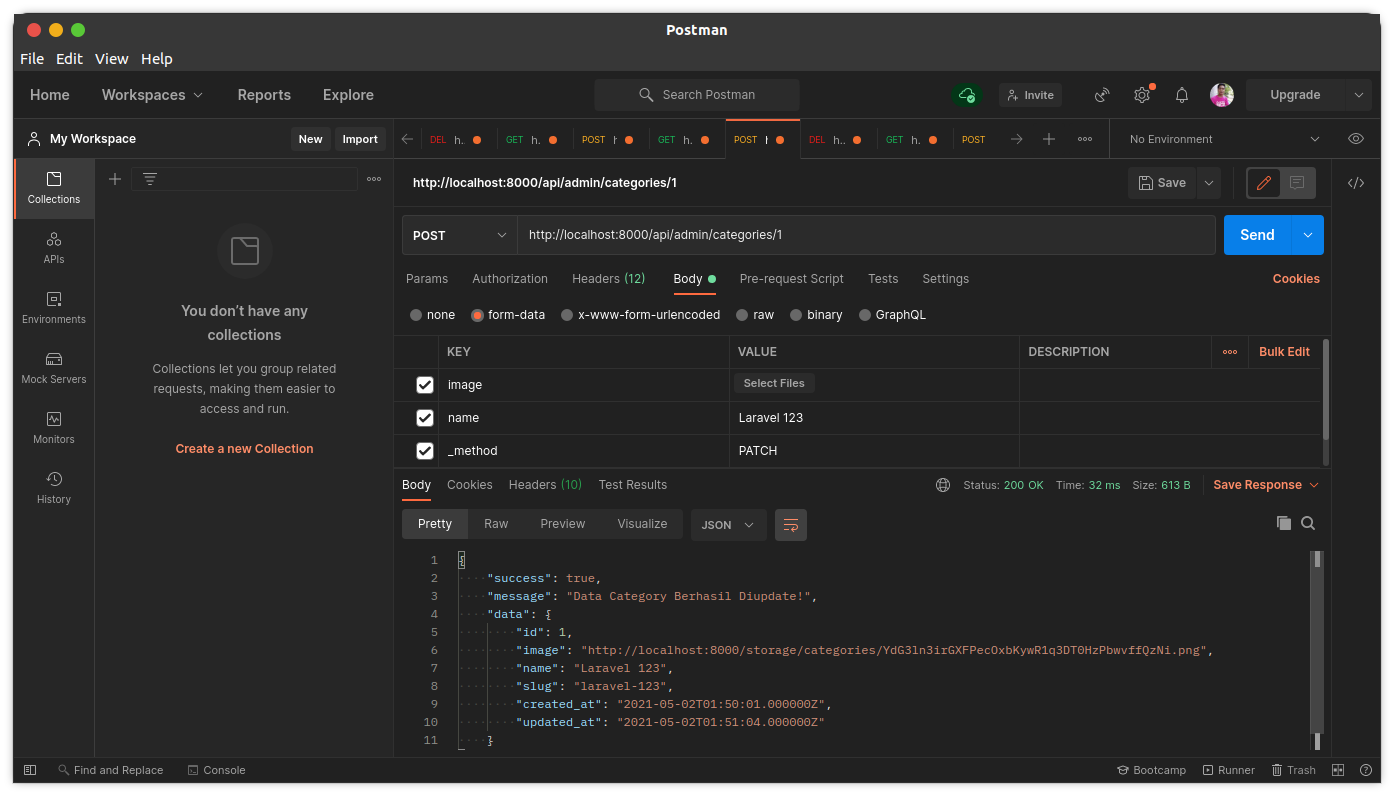 Postman
File Edit View Help
Home Workspaces Reports Explore Search Postman Invite Upgrade
My Workspace New Import DEL h. GET h. POST h GET h. POST h DEL h.. GET h. POST No Environment
Collections
APIs
Environments
Mock Servers
Monitors
History
You don’t have any
collections
Collections let you group related
requests, making them easier to
access and run.
Create a new Collection
http://localhost:8000/api/admin/categories/1 Save
POST http://localhost:8000/api/admin/categories/1 Send
Params Authorization Headers (12) Body Pre-request Script Tests Settings Cookies
none form-data x-www-form-urlencoded raw binary GraphQL
KEY VALUE DESCRIPTION Bulk Edit
image Select Files
name Laravel 123
_method PATCH
Body Cookies Headers (10) Test Results Status: 200 OK Time: 32 ms Size: 613 B Save Response
Pretty Raw Preview Visualize JSON
1 {
2 "success": true,
3 "message": "Data Category Berhasil Diupdate!",
4 "data": {
5 "id": 1,
6 "image": "http://localhost:8000/storage/categories/YdG3ln3irGXFPecOxbKywR1q3DT0HzPbwvffQzNi.png",
7 "name": "Laravel 123",
8 "slug": "laravel-123",
9 "created_at": "2021-05-02T01:50:01.000000Z",
10 "updated_at": "2021-05-02T01:51:04.000000Z"
11 }
Find and Replace Console Bootcamp Runner Trash